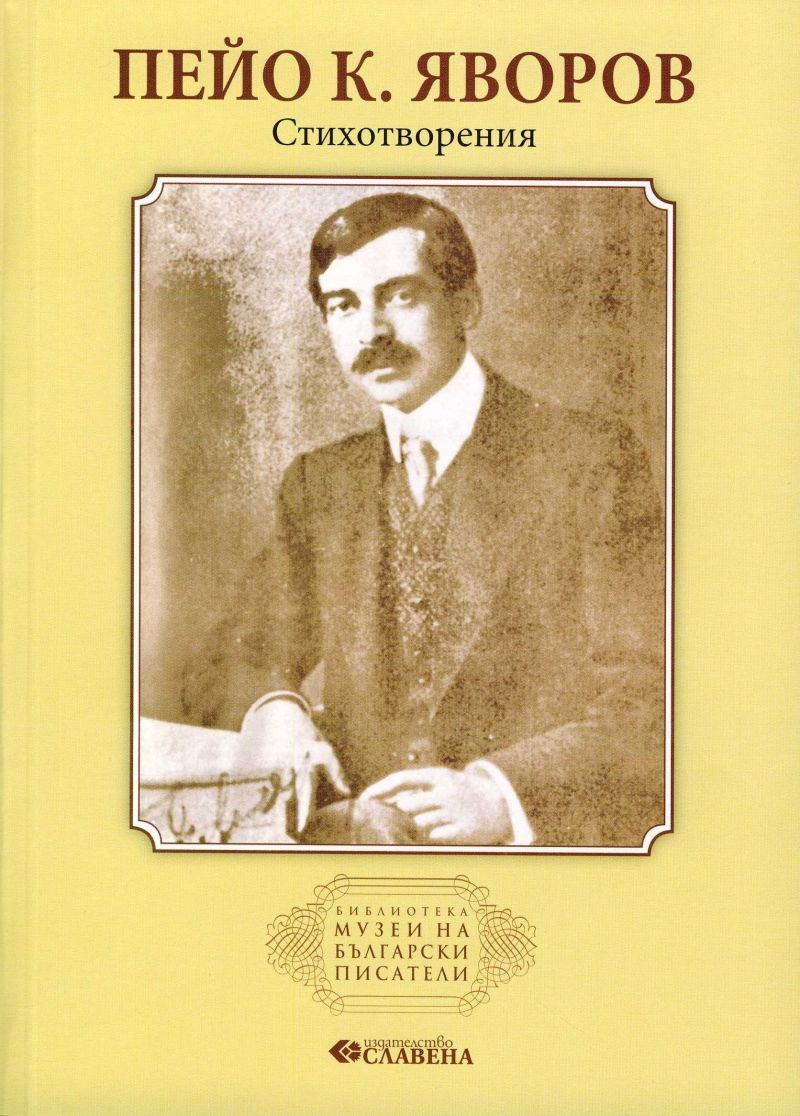 ПЕЙО К. ЯВОРОВ
Стихотворения
БИБЛИОТЕКА
МУЗЕИ НА
БЪЛГАРСКИ
ПИСАТЕЛИ
издателство
СЛАВЕНА